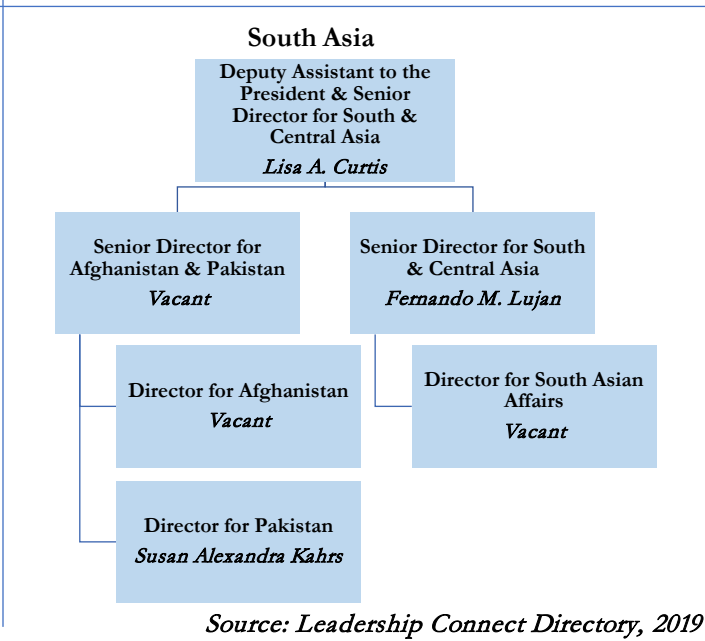 South Asia
Deputy Assistant to the
President & Senior
Director for South &
Central Asia
Lisa A. Curtis
Senior Director for
Afghanistan & Pakistan
Vacant
Senior Director for South
& Central Asia
Fernando M. Lujan
Director for Afghanistan
Vacant
Director for South Asian
Affairs
Vacant
Director for Pakistan
Susan Alexandra Kahrs
Source: Leadership Connect Directory, 2019